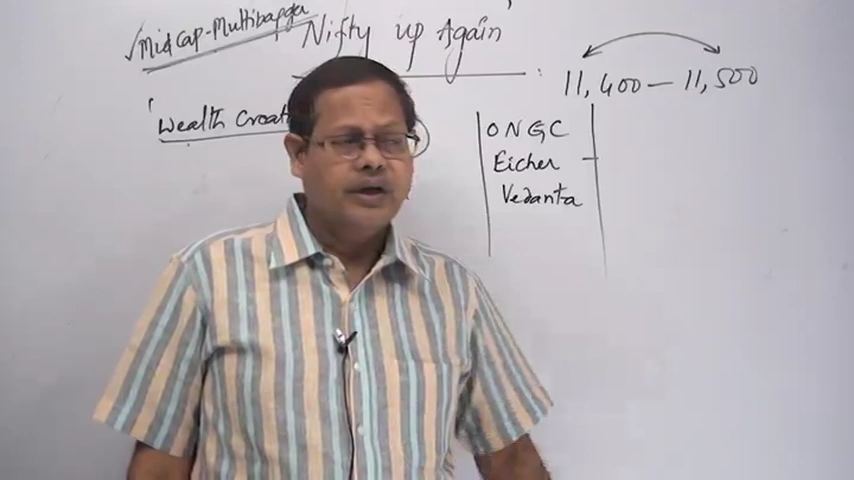 √MidCap-Multibagger
"Nifty up Again"
: 11,400 — 11,500
"Wealth Creat
ONGC
Eicher -
Vedanta